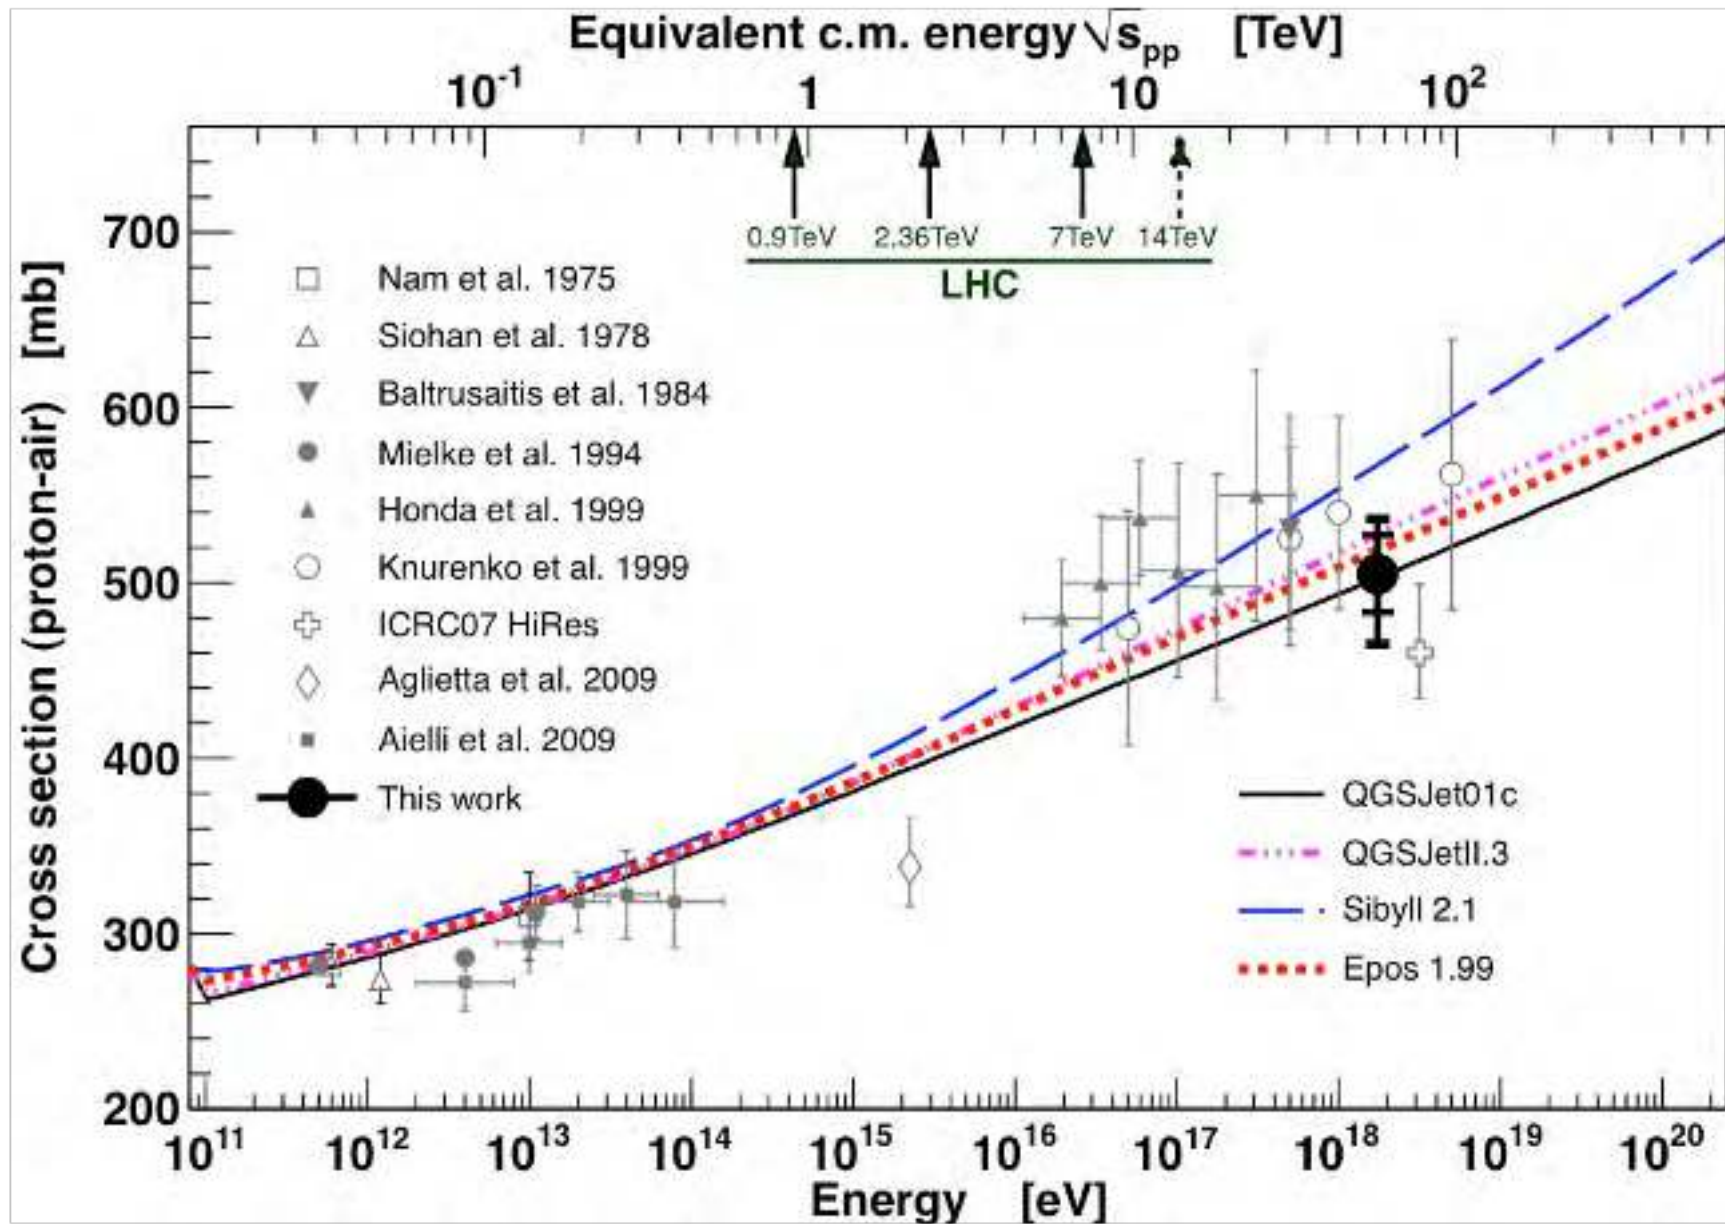 Equivalent c.m. energy √s_pp [TeV]
10^-1 1 10 10^2
0.9TeV 2.36TeV 7TeV 14TeV
LHC
Cross section (proton-air) [mb]
700
600
500
400
300
200
Nam et al. 1975
Siohan et al. 1978
Baltrusaitis et al. 1984
Mielke et al. 1994
Honda et al. 1999
Knurenko et al. 1999
ICRC07 HiRes
Aglietta et al. 2009
Aielli et al. 2009
This work
QGSJet01c
QGSJetII.3
Sibyll 2.1
Epos 1.99
10^11 10^12 10^13 10^14 10^15 10^16 10^17 10^18 10^19 10^20
Energy [eV]